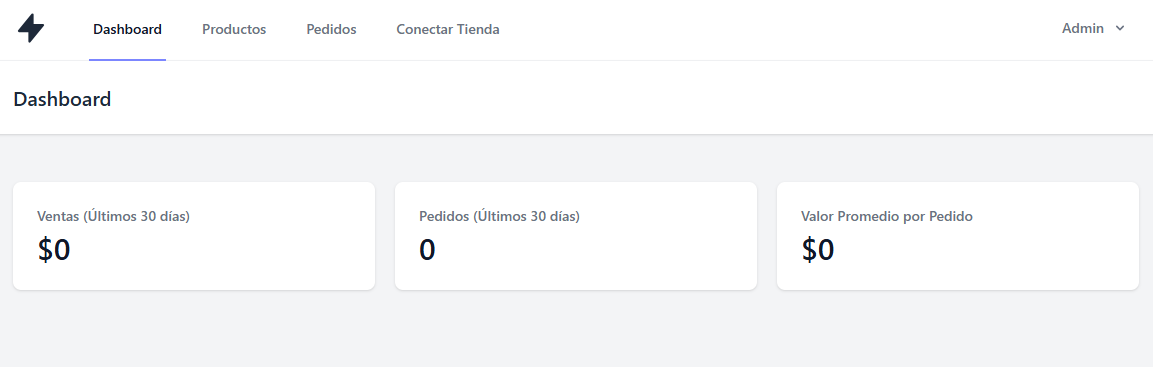 Dashboard Productos Pedidos Conectar Tienda Admin
Dashboard
Ventas (Últimos 30 días)
$0
Pedidos (Últimos 30 días)
0
Valor Promedio por Pedido
$0